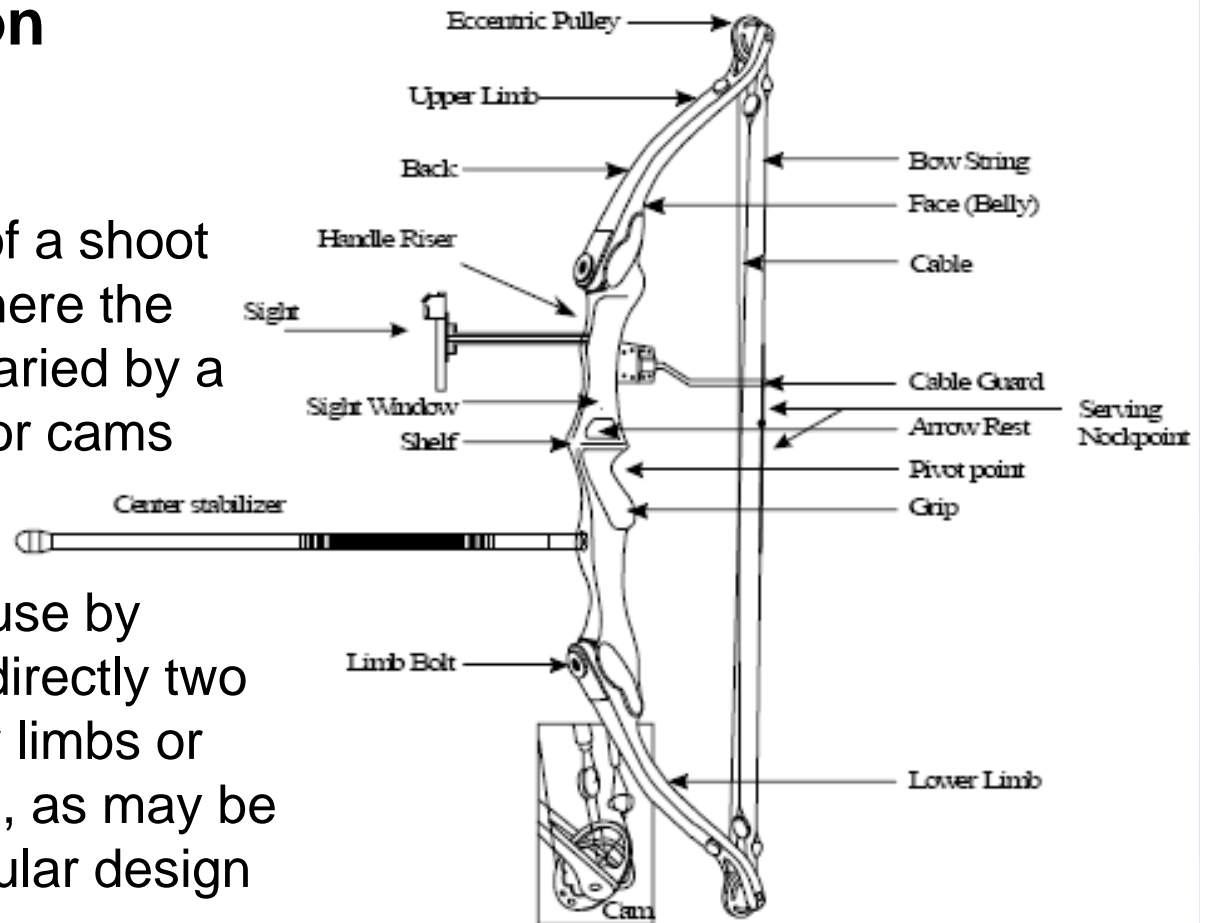 on
of a shoot
here the
aried by a
or cams
use by
directly two
limbs or
, as may be
ular design
Eccentric Pulley
Upper Limb
Back
Handle Riser
Sight
Sight Window
Shelf
Center stabilizer
Limb Bolt
Cam
Bow String
Face (Belly)
Cable
Cable Guard
Serving
Nockpoint
Arrow Rest
Pivot point
Grip
Lower Limb